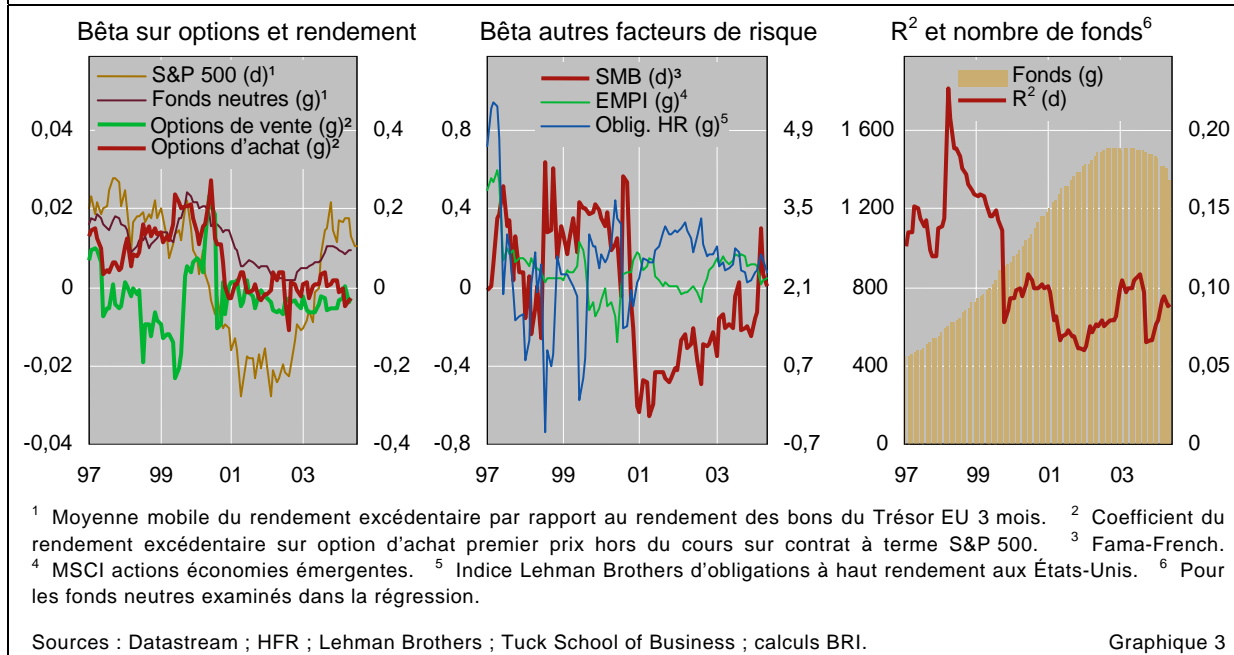 Bêta sur options et rendement
S&P 500 (d)¹
Fonds neutres (g)¹
Options de vente (g)²
Options d'achat (g)²
0,04
0,02
0
-0,02
-0,04
0,4
0,2
0
-0,2
-0,4
97 99 01 03
Bêta autres facteurs de risque
SMB (d)³
EMPI (g)⁴
Oblig. HR (g)⁵
0,8
0,4
0
-0,4
-0,8
4,9
3,5
2,1
0,7
-0,7
97 99 01 03
R² et nombre de fonds⁶
Fonds (g)
R² (d)
1 600
1 200
800
400
0
0,20
0,15
0,10
0,05
0
97 99 01 03
¹ Moyenne mobile du rendement excédentaire par rapport au rendement des bons du Trésor EU 3 mois. ² Coefficient du
rendement excédentaire sur option d'achat premier prix hors du cours sur contrat à terme S&P 500. ³ Fama-French.
⁴ MSCI actions économies émergentes. ⁵ Indice Lehman Brothers d'obligations à haut rendement aux États-Unis. ⁶ Pour
les fonds neutres examinés dans la régression.
Sources : Datastream ; HFR ; Lehman Brothers ; Tuck School of Business ; calculs BRI. Graphique 3